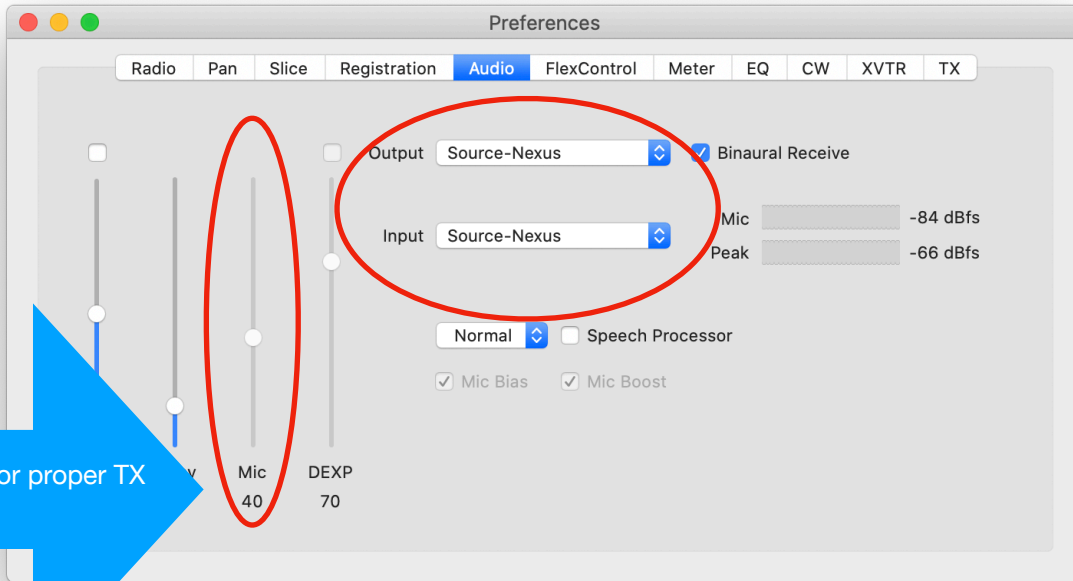 Preferences
Radio Pan Slice Registration Audio FlexControl Meter EQ CW XVTR TX
Output Source-Nexus Binaural Receive
Mic -84 dBfs
Input Source-Nexus
Peak -66 dBfs
Normal Speech Processor
Mic Bias Mic Boost
or proper TX
Mic DEXP
40 70